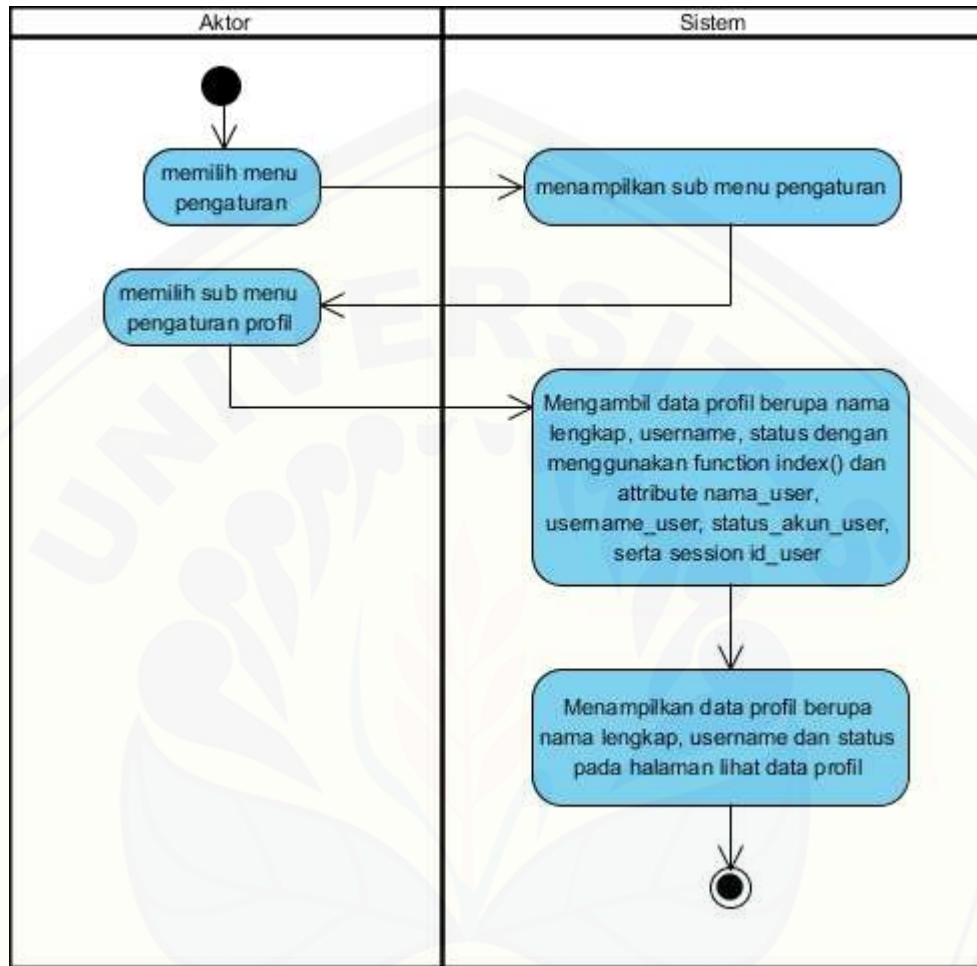 Aktor
Sistem
memilih menu
pengaturan
menampilkan sub menu pengaturan
memilih sub menu
pengaturan profil
Mengambil data profil berupa nama
lengkap, username, status dengan
menggunakan function index() dan
attribute nama_user,
username_user, status_akun_user,
serta session id_user
Menampilkan data profil berupa
nama lengkap, username dan status
pada halaman lihat data profil
UNIVERSITAS